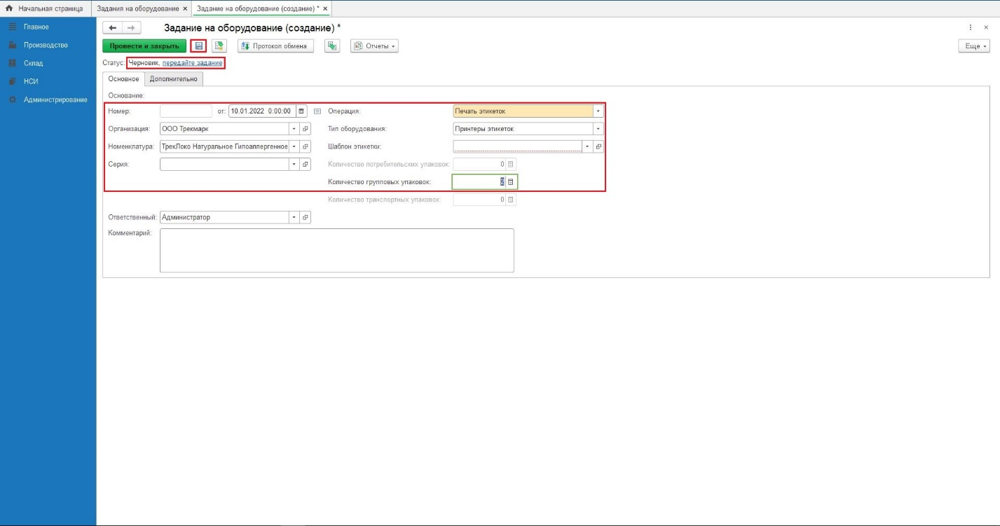 Начальная страница
Задания на оборудование ×
Задание на оборудование (создание) * ×
Главное
Производство
Склад
НСИ
Администрирование
Задание на оборудование (создание) *
Провести и закрыть
Протокол обмена
Отчеты
Еще
Статус: Черновик, передайте задание
Основное
Дополнительно
Основание:
Номер: от: 10.01.2022 0:00:00 Операция: Печать этикеток
Организация: ООО Трекмарк Тип оборудования: Принтеры этикеток
Номенклатура: ТрекЛоко Натуральное Гипоаллергенное Шаблон этикетки:
Серия: Количество потребительских упаковок: 0
Количество групповых упаковок: 2
Количество транспортных упаковок: 0
Ответственный: Администратор
Комментарий: